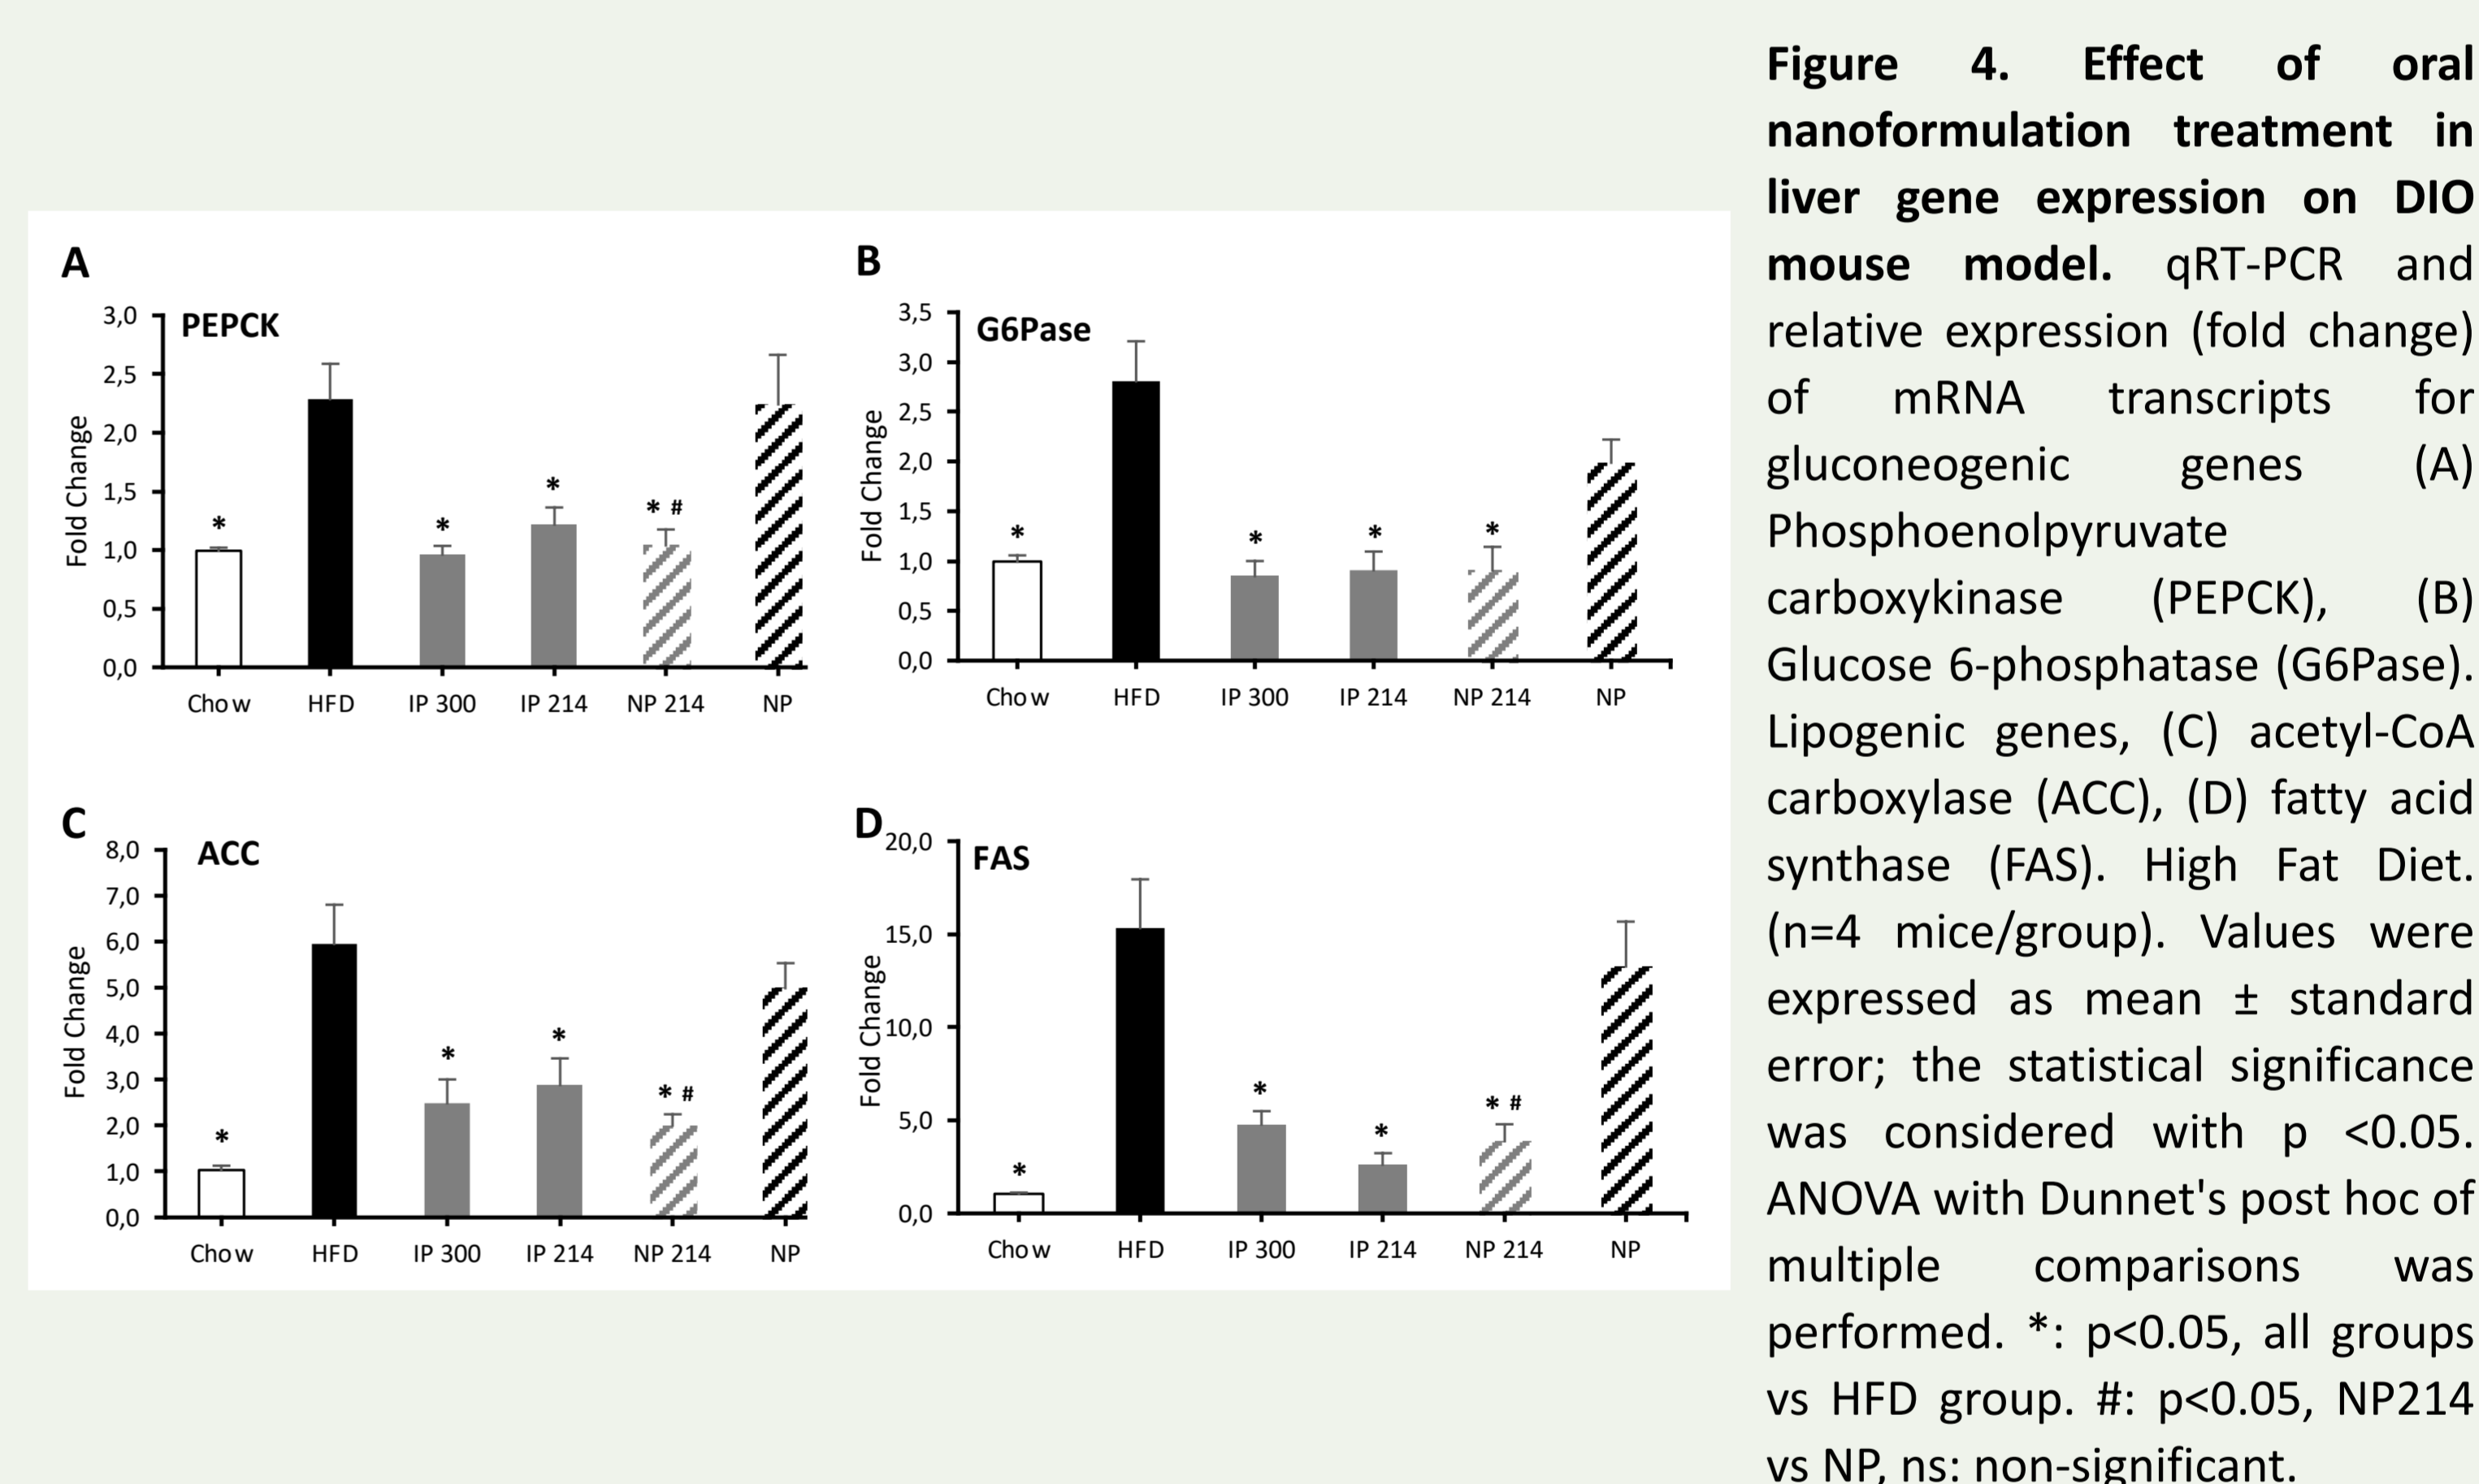 A
PEPCK
3,0
2,5
2,0
1,5
1,0
0,5
0,0
Fold Change
*
*
*
* #
Chow HFD IP 300 IP 214 NP 214 NP
B
G6Pase
3,5
3,0
2,5
2,0
1,5
1,0
0,5
0,0
Fold Change
*
*
*
*
Chow HFD IP 300 IP 214 NP 214 NP
C
ACC
8,0
7,0
6,0
5,0
4,0
3,0
2,0
1,0
0,0
Fold Change
*
*
*
* #
Chow HFD IP 300 IP 214 NP 214 NP
D
FAS
20,0
15,0
10,0
5,0
0,0
Fold Change
*
*
*
* #
Chow HFD IP 300 IP 214 NP 214 NP
Figure 4. Effect of oral
nanoformulation treatment in
liver gene expression on DIO
mouse model. qRT-PCR and
relative expression (fold change)
of mRNA transcripts for
gluconeogenic genes (A)
Phosphoenolpyruvate
carboxykinase (PEPCK), (B)
Glucose 6-phosphatase (G6Pase).
Lipogenic genes, (C) acetyl-CoA
carboxylase (ACC), (D) fatty acid
synthase (FAS). High Fat Diet.
(n=4 mice/group). Values were
expressed as mean ± standard
error; the statistical significance
was considered with p <0.05.
ANOVA with Dunnet's post hoc of
multiple comparisons was
performed. *: p<0.05, all groups
vs HFD group. #: p<0.05, NP214
vs NP, ns: non-significant.